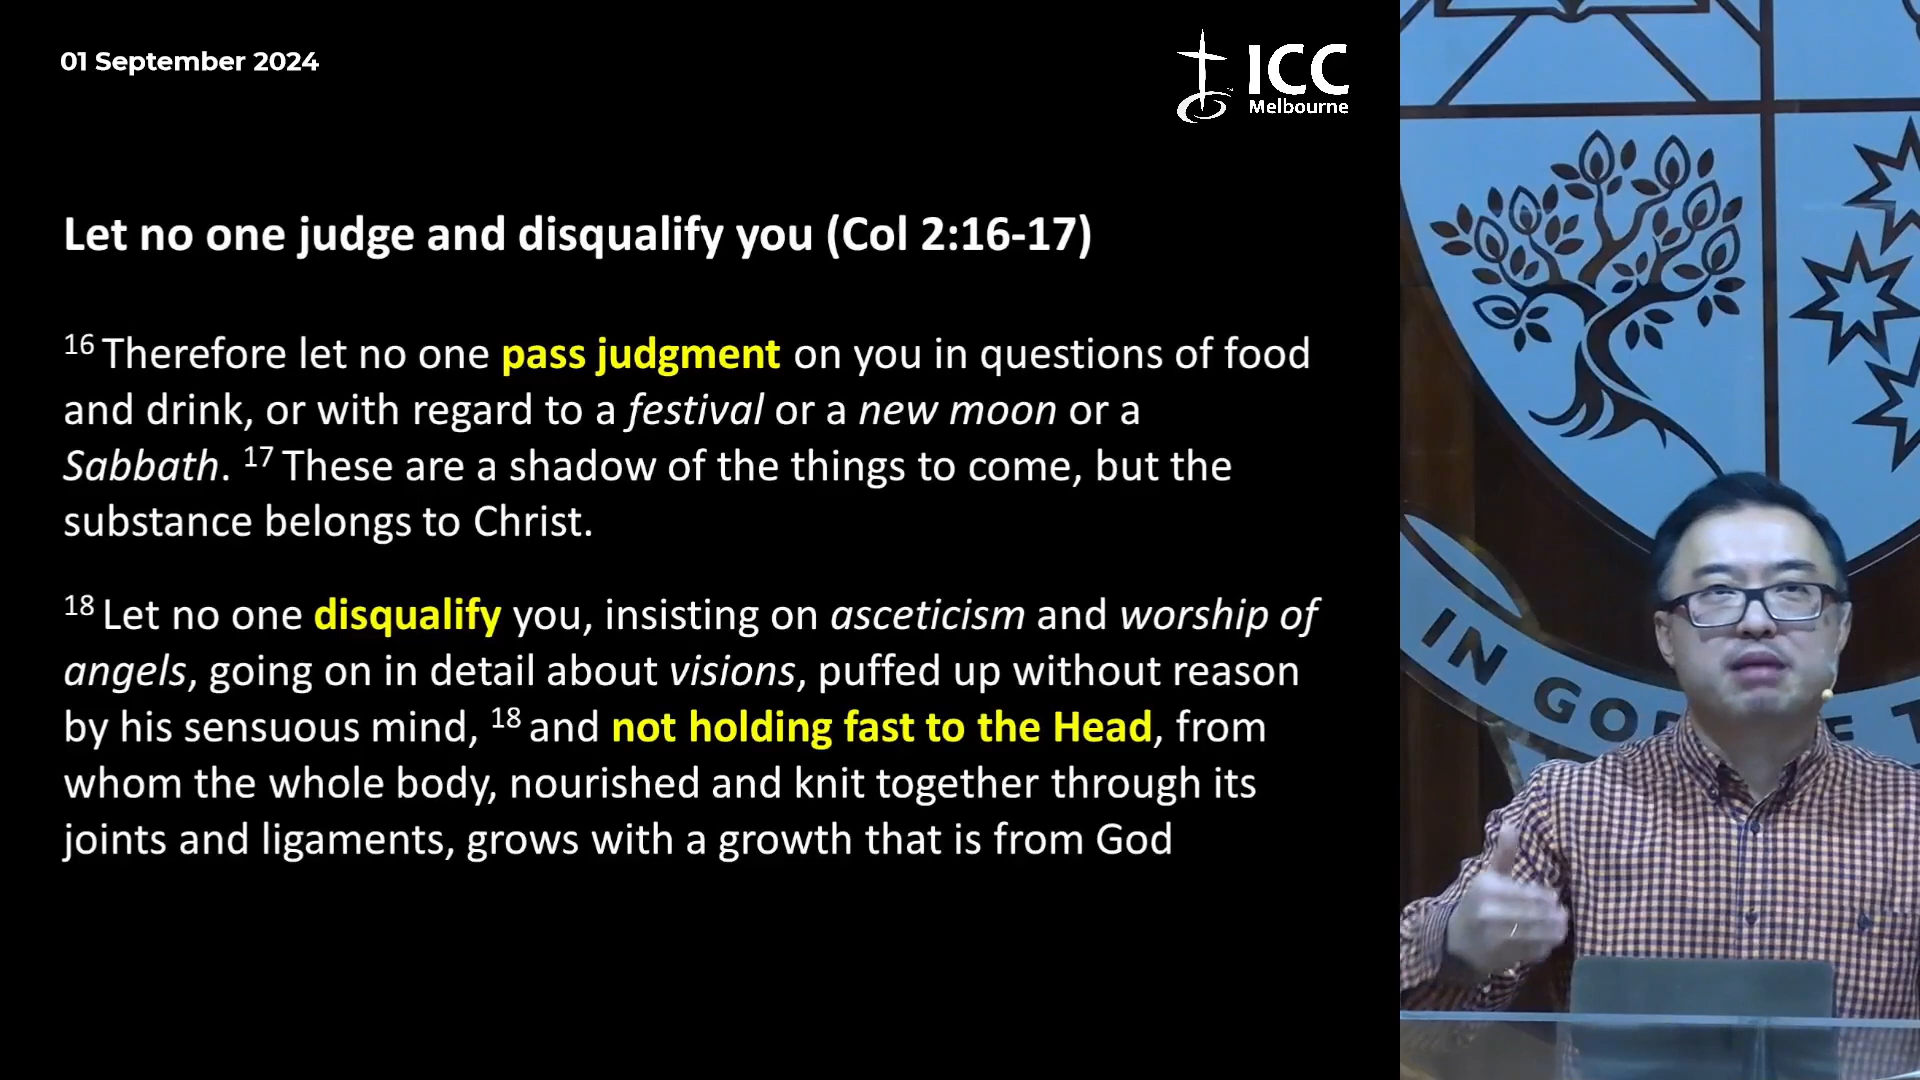 01 September 2024
ICC
Melbourne
Let no one judge and disqualify you (Col 2:16-17)
16 Therefore let no one pass judgment on you in questions of food
and drink, or with regard to a festival or a new moon or a
Sabbath. 17 These are a shadow of the things to come, but the
substance belongs to Christ.
18 Let no one disqualify you, insisting on asceticism and worship of
angels, going on in detail about visions, puffed up without reason
by his sensuous mind, 18 and not holding fast to the Head, from
whom the whole body, nourished and knit together through its
joints and ligaments, grows with a growth that is from God
IN GOD